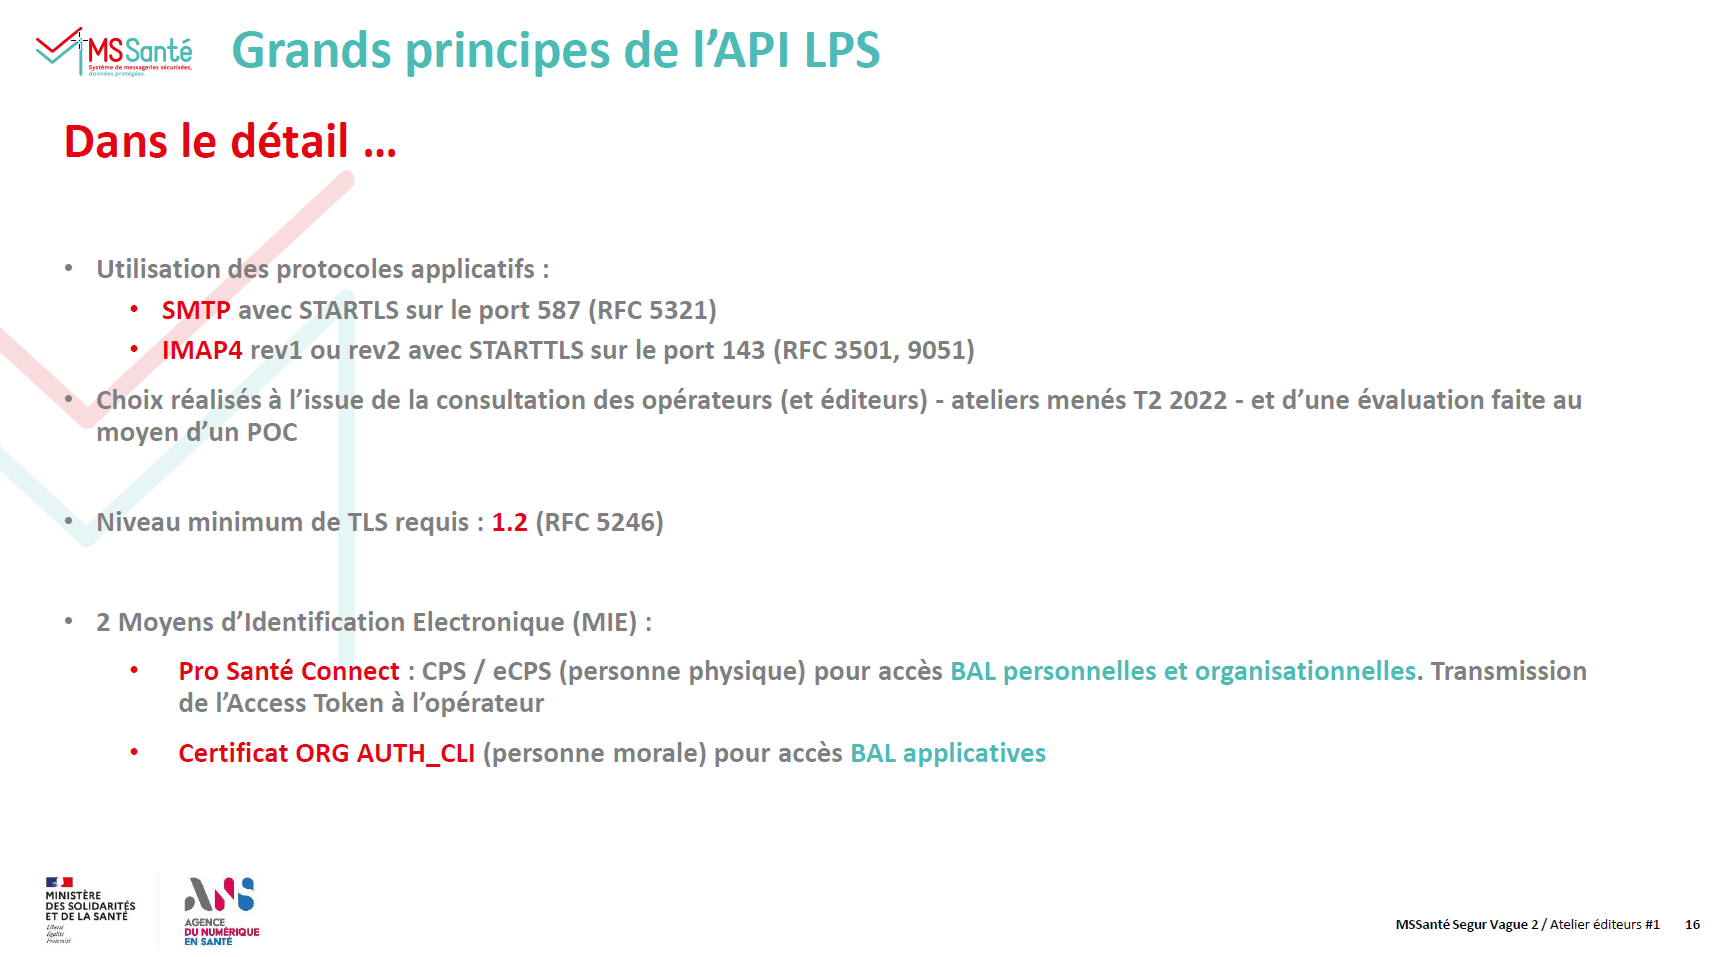 MSSanté
Système de messageries sécurisées,
données protégées.
Grands principes de l’API LPS
Dans le détail ...
• Utilisation des protocoles applicatifs :
• SMTP avec STARTLS sur le port 587 (RFC 5321)
• IMAP4 rev1 ou rev2 avec STARTTLS sur le port 143 (RFC 3501, 9051)
• Choix réalisés à l’issue de la consultation des opérateurs (et éditeurs) - ateliers menés T2 2022 - et d’une évaluation faite au
moyen d’un POC
• Niveau minimum de TLS requis : 1.2 (RFC 5246)
• 2 Moyens d’Identification Electronique (MIE) :
• Pro Santé Connect : CPS / eCPS (personne physique) pour accès BAL personnelles et organisationnelles. Transmission
de l’Access Token à l’opérateur
• Certificat ORG AUTH_CLI (personne morale) pour accès BAL applicatives
MINISTÈRE
DES SOLIDARITÉS
ET DE LA SANTÉ
Liberté
Égalité
Fraternité
ANS
AGENCE
DU NUMÉRIQUE
EN SANTÉ
MSSanté Segur Vague 2 / Atelier éditeurs #1 16